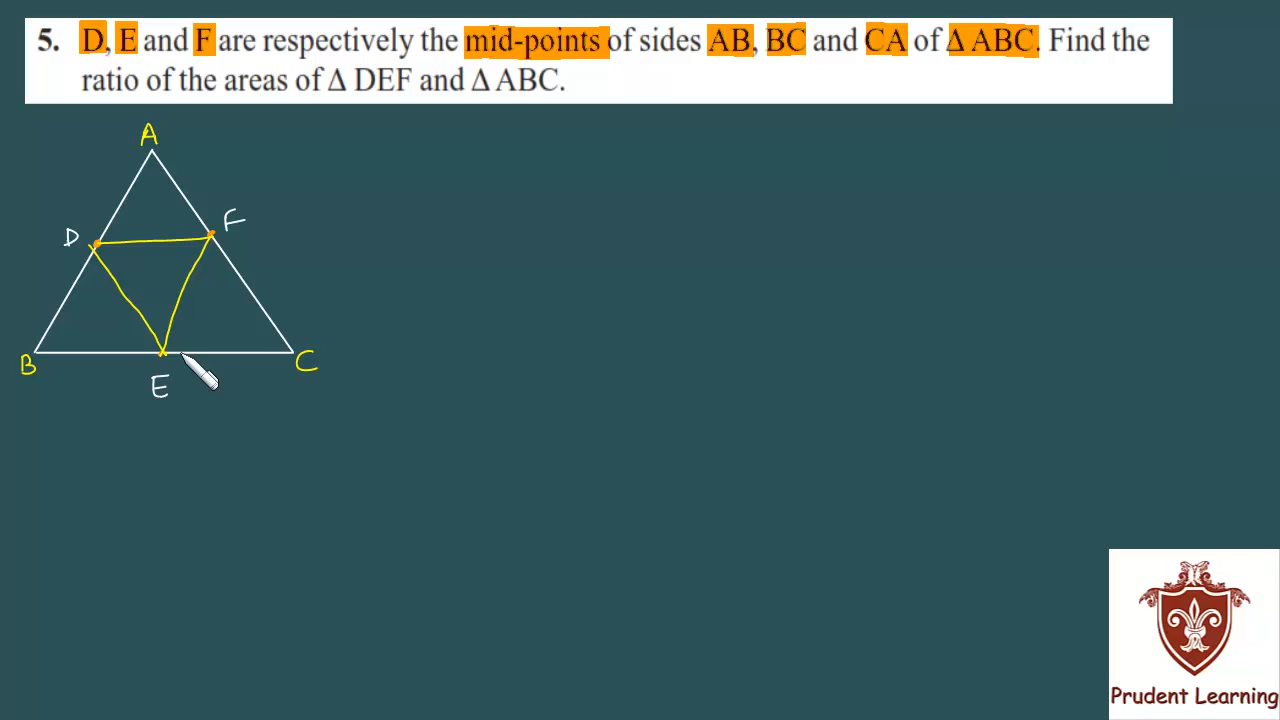 5. D, E and F are respectively the mid-points of sides AB, BC and CA of Δ ABC. Find the
ratio of the areas of Δ DEF and Δ ABC.
A
D
F
B
E
C
Prudent Learning